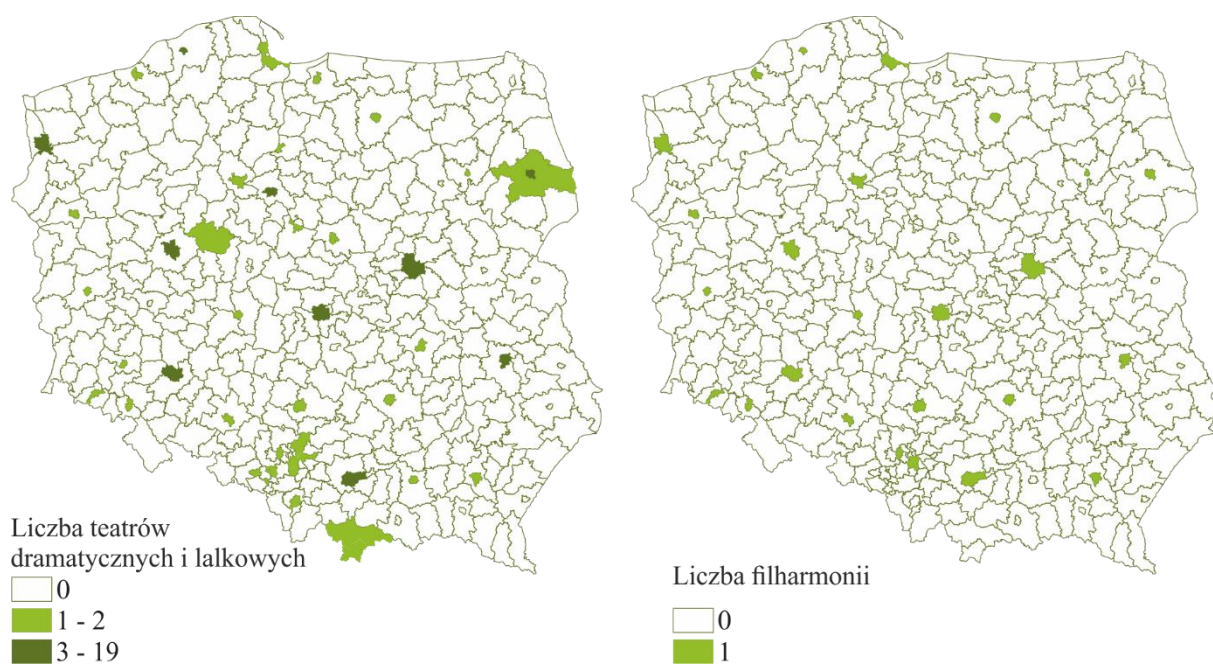 Liczba teatrów
dramatycznych i lalkowych
0
1 - 2
3 - 19
Liczba filharmonii
0
1